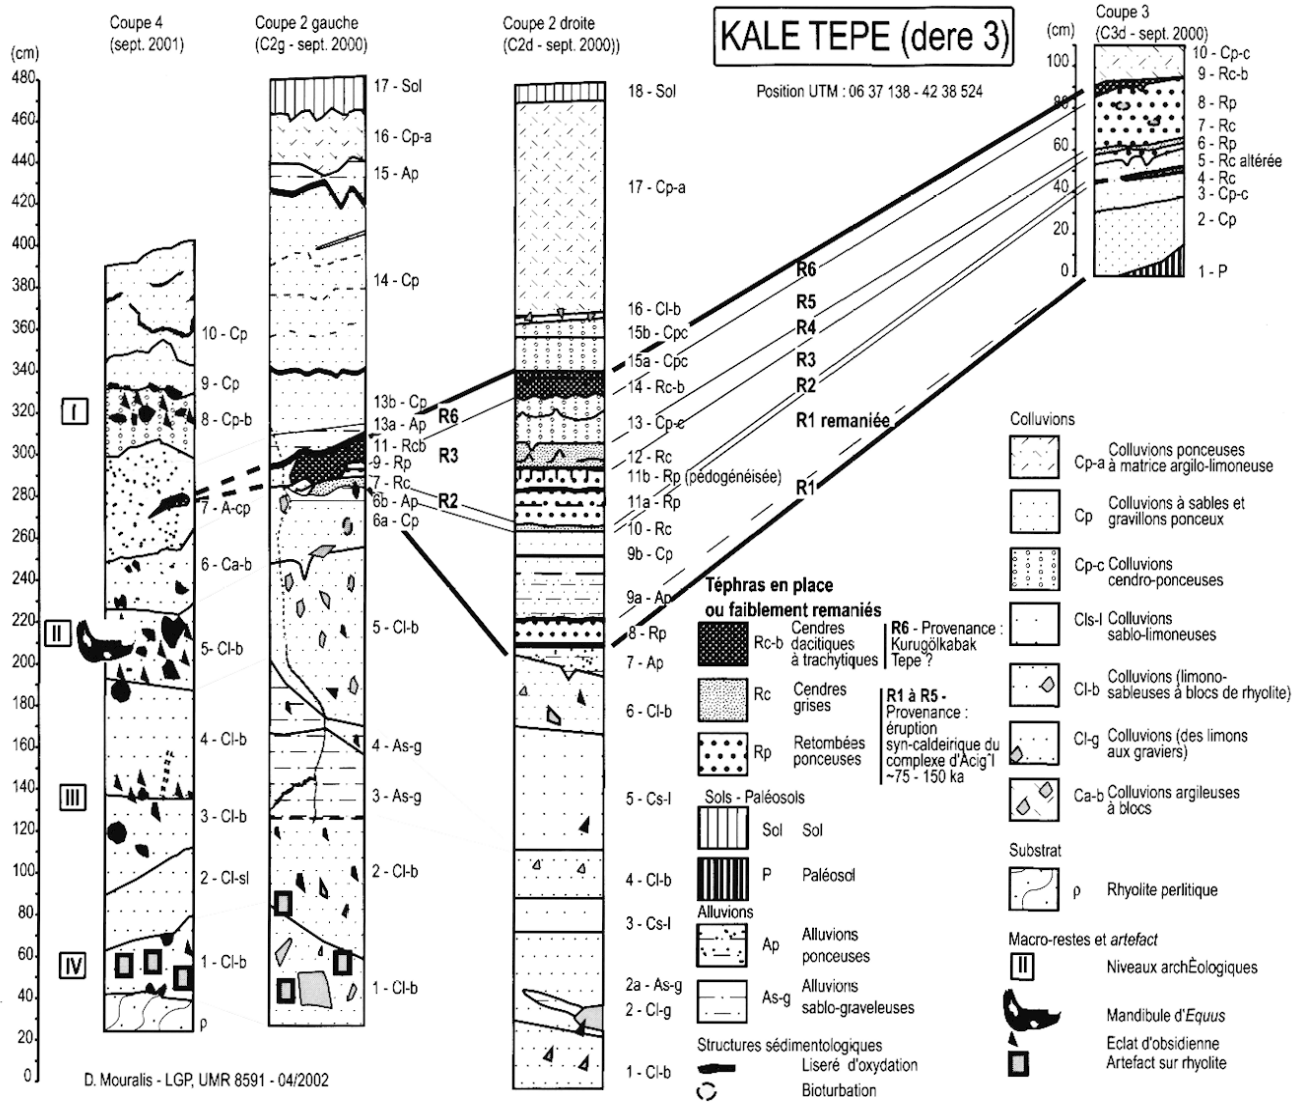 KALE TEPE (dere 3)
Position UTM : 06 37 138 - 42 38 524
Coupe 4
(sept. 2001)
Coupe 2 gauche
(C2g - sept. 2000)
Coupe 2 droite
(C2d - sept. 2000))
Coupe 3
(C3d - sept. 2000)
(cm)
480
460
440
420
400
380
360
340
320
300
280
260
240
220
200
180
160
140
120
100
80
60
40
20
0
I
II
III
IV
10 - Cp
9 - Cp
8 - Cp-b
7 - A-cp
6 - Ca-b
5- Cl-b
4 - Cl-b
3 - Cl-b
2 - Cl-sl
1 - Cl-b
ρ
17 - Sol
16 - Cp-a
15 - Ap
14 - Cp
13b - Cp
13a - Ap
11 - Rcb
9 - Rp
7 - Rc
6b - Ap
6a - Cp
5 - Cl-b
4 - As-g
3 - As-g
2 - Cl-b
1 - Cl-b
R6
R3
R2
18 - Sol
17 - Cp-a
16 - Cl-b
15b - Cpc
15a - Cpc
14 - Rc-b
13 - Cp-c
12 - Rc
11b - Rp (pédogénéisée)
11a - Rp
10 - Rc
9b - Cp
9a - Ap
8 - Rp
7 - Ap
6 - Cl-b
5 - Cs-l
4 - Cl-b
3 - Cs-l
2a - As-g
2 - Cl-g
1 - Cl-b
R6
R5
R4
R3
R2
R1 remaniée
R1
(cm)
100
80
60
40
20
0
10 - Cp-c
9 - Rc-b
8 - Rp
7 - Rc
6 - Rp
5 - Rc altérée
4 - Rc
3 - Cp-c
2 - Cp
1 - P
Téphras en place
ou faiblement remaniés
Rc-b
Cendres
dacitiques
à trachytiques
R6 - Provenance :
Kurugölkabak
Tepe ?
Rc
Cendres
grises
Rp
Retombées
ponceuses
R1 à R5 -
Provenance :
éruption
syn-caldeirique du
complexe d'Acıgˆl
~75 - 150 ka
Sols - Paléosols
Sol Sol
P Paléosol
Alluvions
Ap
Alluvions
ponceuses
As-g
Alluvions
sablo-graveleuses
Structures sédimentologiques
Liseré d'oxydation
Bioturbation
Colluvions
Cp-a
Colluvions ponceuses
à matrice argilo-limoneuse
Cp
Colluvions à sables et
gravillons ponceux
Cp-c
Colluvions
cendro-ponceuses
Cls-l
Colluvions
sablo-limoneuses
Cl-b
Colluvions (limono-
sableuses à blocs de rhyolite)
Cl-g
Colluvions (des limons
aux graviers)
Ca-b
Colluvions argileuses
à blocs
Substrat
ρ
Rhyolite perlitique
Macro-restes et artefact
II
Niveaux archÈologiques
Mandibule d'Equus
Eclat d'obsidienne
Artefact sur rhyolite
D. Mouralis - LGP, UMR 8591 - 04/2002